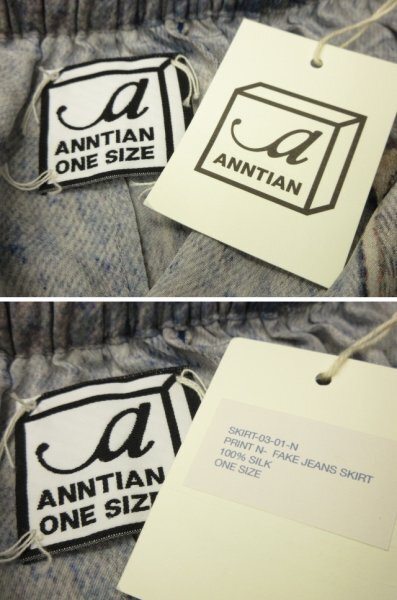 a
ANNTIAN
ONE SIZE
a
ANNTIAN
a
ANNTIAN
ONE SIZE
SKIRT-03-01-N
PRINT N- FAKE JEANS SKIRT
100% SILK
ONE SIZE